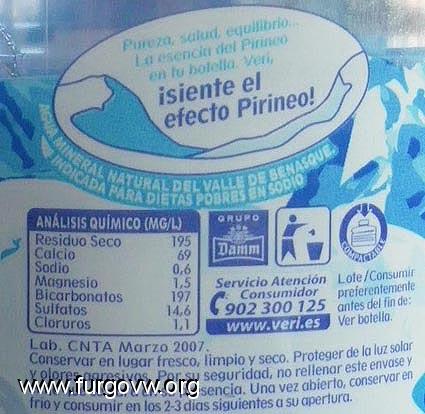 Pureza, salud, equilibrio...
La esencia del Pirineo
en tu botella. Veri,
¡siente el
efecto Pirineo!
AGUA MINERAL NATURAL DEL VALLE DE BENASQUE.
INDICADA PARA DIETAS POBRES EN SODIO
ANÁLISIS QUÍMICO (MG/L)
Residuo Seco 195
Calcio 69
Sodio 0,6
Magnesio 1,5
Bicarbonatos 197
Sulfatos 14,6
Cloruros 1,1
GRUPO
Damm
COMPACTABLE
Servicio Atención
Consumidor
902 300 125
www.veri.es
Lote/Consumir
preferentemente
antes del fin de:
Ver botella.
Lab. CNTA Marzo 2007.
Conservar en lugar fresco, limpio y seco. Proteger de la luz solar
y olores agresivos. Por su seguridad, no rellenar este envase y
sencia. Una vez abierto, conservar en
frío y consumir en los 2-3 días siguientes a su apertura.
www.furgovw.org